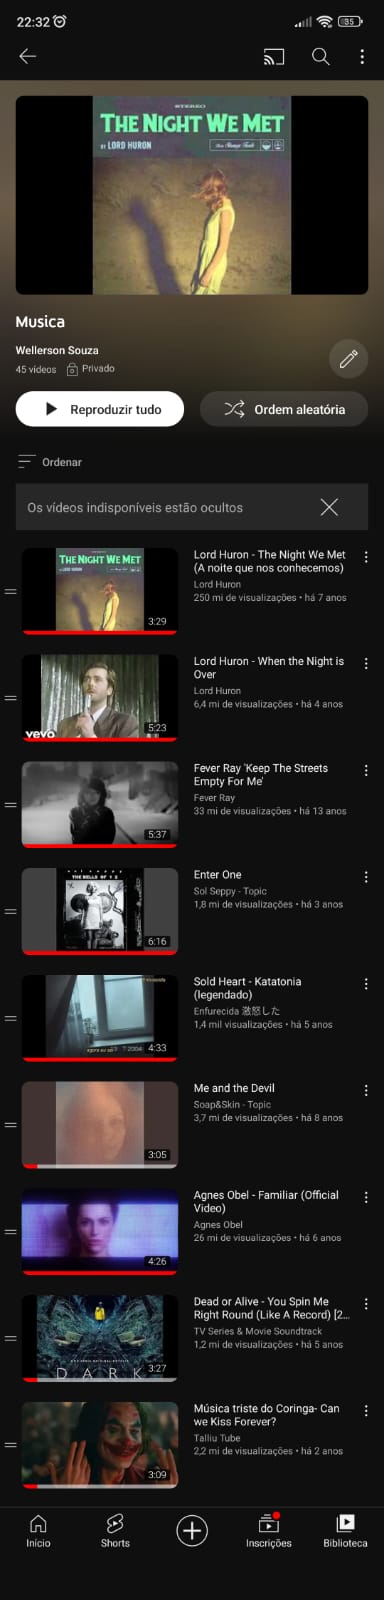 22:32
35
STEREO
THE NIGHT WE MET
BY LORD HURON
Musica
Wellerson Souza
45 vídeos
Privado
Reproduzir tudo
Ordem aleatória
Ordenar
Os vídeos indisponíveis estão ocultos
THE NIGHT WE MET
3:29
Lord Huron - The Night We Met
(A noite que nos conhecemos)
Lord Huron
250 mi de visualizações • há 7 anos
vevo
5:23
Lord Huron - When the Night is
Over
Lord Huron
6,4 mi de visualizações • há 4 anos
5:37
Fever Ray 'Keep The Streets
Empty For Me'
Fever Ray
33 mi de visualizações • há 13 anos
sol seppy
THE BELLS OF 1 2
6:16
Enter One
Sol Seppy - Topic
1,8 mi de visualizações • há 3 anos
4:33
Sold Heart - Katatonia
(legendado)
Enfurecida 激怒した
1,4 mil visualizações • há 5 anos
3:05
Me and the Devil
Soap&Skin - Topic
3,7 mi de visualizações • há 8 anos
4:26
Agnes Obel - Familiar (Official
Video)
Agnes Obel
26 mi de visualizações • há 6 anos
DARK
3:27
Dead or Alive - You Spin Me
Right Round (Like A Record) [2...
TV Series & Movie Soundtrack
1,2 mi de visualizações • há 5 anos
3:09
Música triste do Coringa- Can
we Kiss Forever?
Talliu Tube
2,2 mi de visualizações • há 2 anos
Início
Shorts
Inscrições
Biblioteca